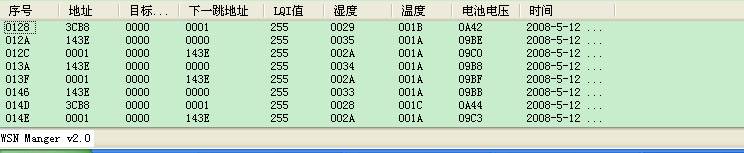 序号 地址 目标... 下一跳地址 LQI值 湿度 温度 电池电压 时间
0128 3CB8 0000 0001 255 0029 001B 0A42 2008-5-12 ...
012A 143E 0000 0000 255 0035 001A 09BE 2008-5-12 ...
012C 0001 0000 143E 255 002A 001A 09C0 2008-5-12 ...
013A 143E 0000 0000 255 0034 001A 09B8 2008-5-12 ...
013F 0001 0000 143E 255 002A 001A 09BF 2008-5-12 ...
0146 143E 0000 0000 255 0033 001A 09BB 2008-5-12 ...
014D 3CB8 0000 0001 255 0028 001C 0A44 2008-5-12 ...
014E 0001 0000 143E 255 002A 001A 09C3 2008-5-12 ...
WSN Manger v2.0